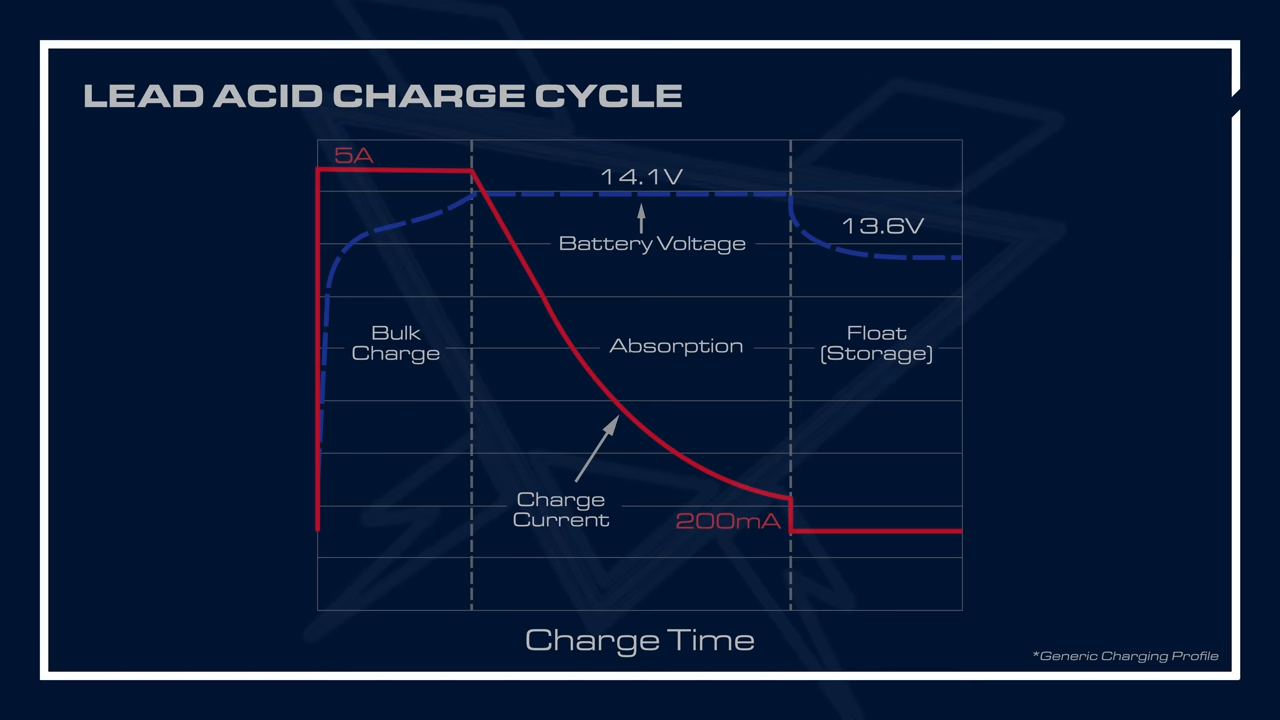 LEAD ACID CHARGE CYCLE
5A
14.1V
Battery Voltage
13.6V
Bulk
Charge
Absorption
Float
(Storage)
Charge
Current
200mA
Charge Time
*Generic Charging Profile